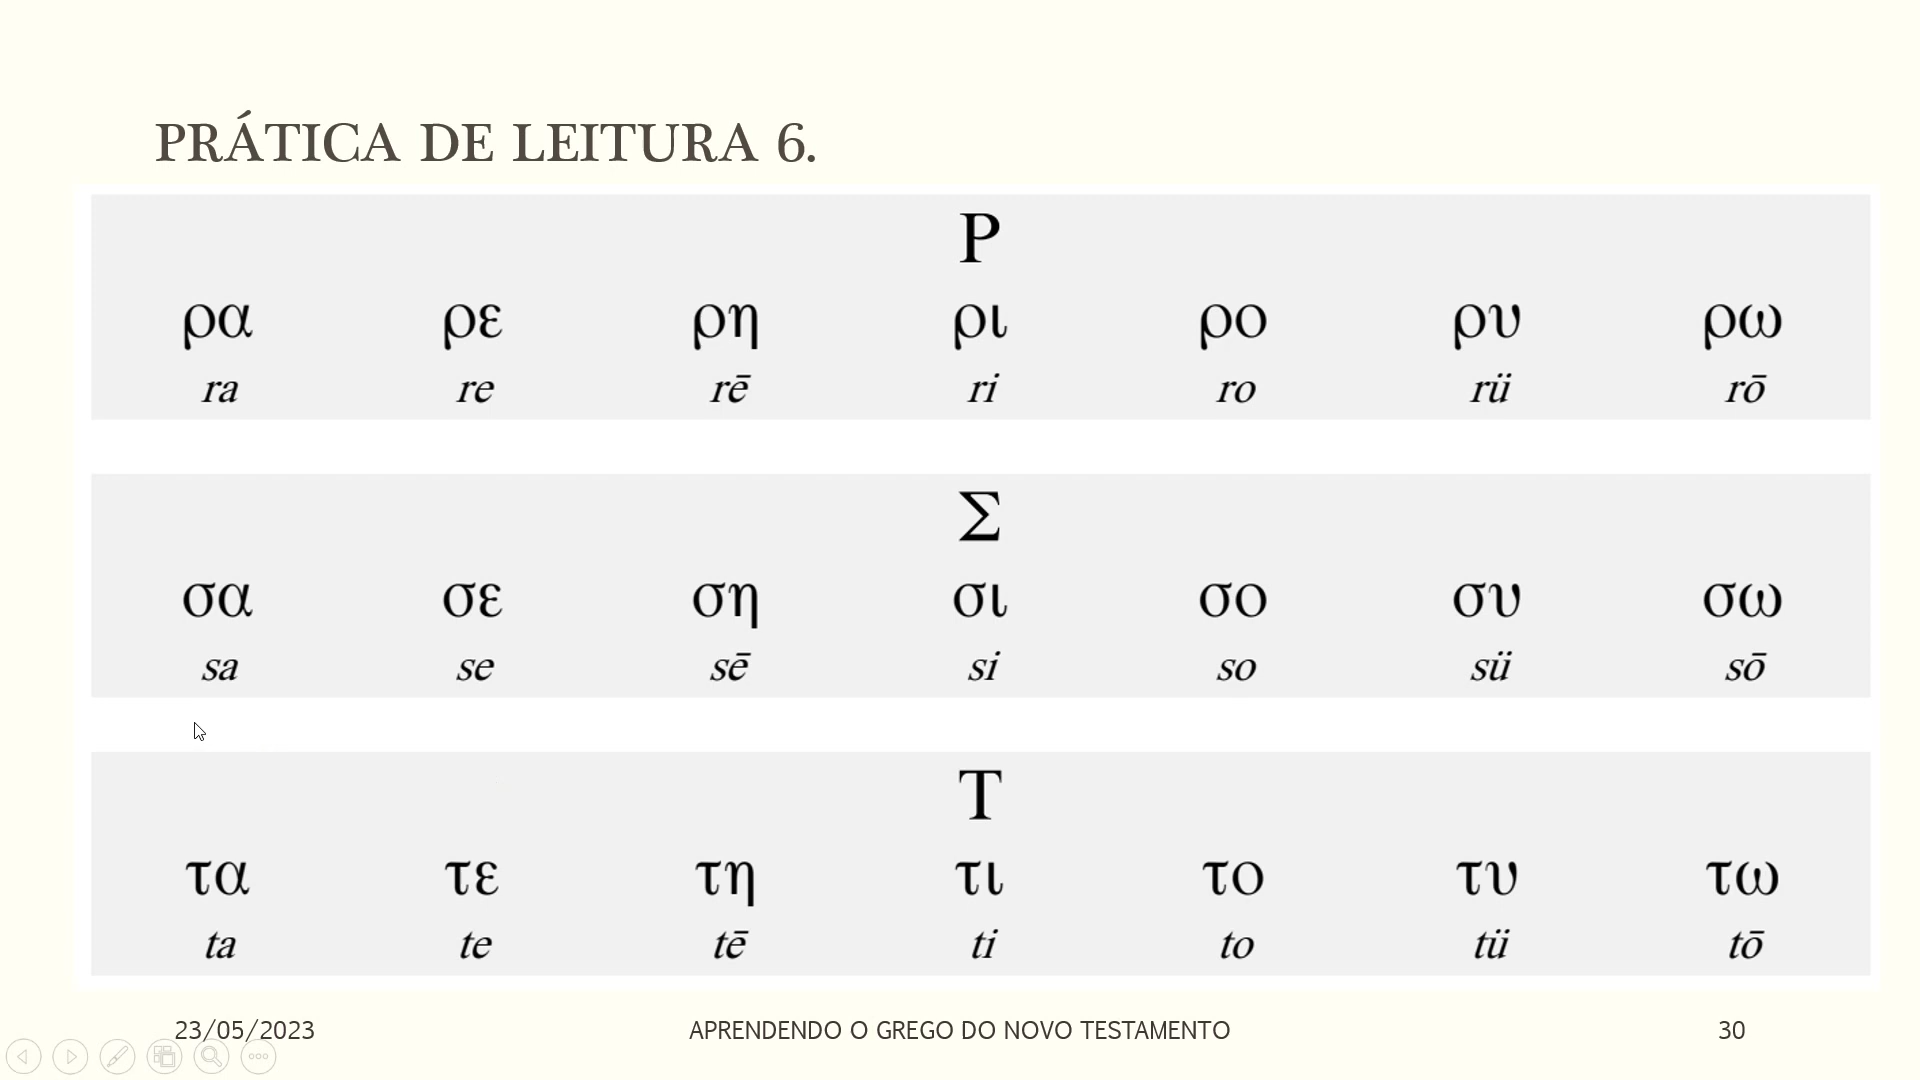 PRÁTICA DE LEITURA 6.
Ρ
ρα ρε ρη ρι ρο ρυ ρω
ra re rē ri ro rü rō
Σ
σα σε ση σι σο συ σω
sa se sē si so sü sō
Τ
τα τε τη τι το τυ τω
ta te tē ti to tü tō
23/05/2023 APRENDENDO O GREGO DO NOVO TESTAMENTO 30